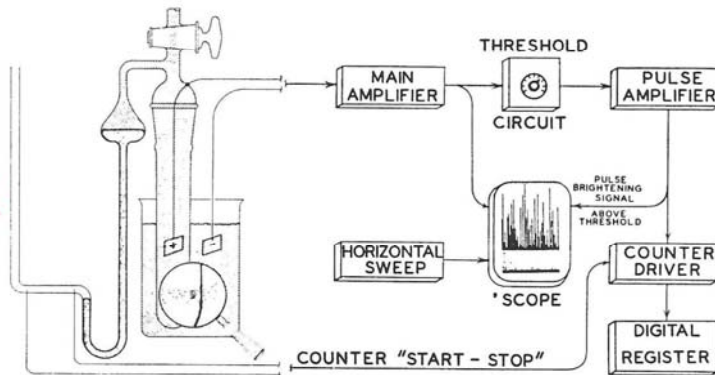 THRESHOLD
MAIN
AMPLIFIER
PULSE
AMPLIFIER
CIRCUIT
PULSE
BRIGHTENING
SIGNAL
ABOVE
THRESHOLD
+
-
HORIZONTAL
SWEEP
'SCOPE
COUNTER
DRIVER
DIGITAL
REGISTER
COUNTER "START - STOP"